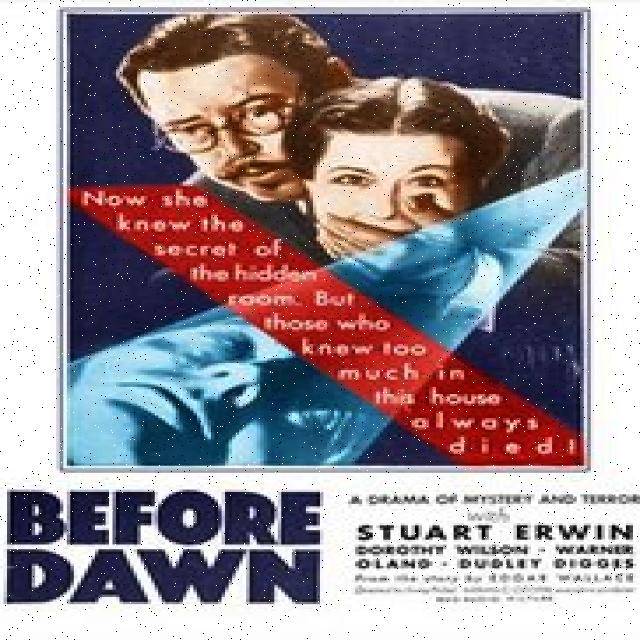 Now she
knew the
secret of
the hidden
room. But
those who
knew too
much in
this house
always
died!
BEFORE
DAWN
A DRAMA OF MYSTERY AND TERROR
with
STUART ERWIN
DOROTHY WILSON · WARNER
OLAND · DUDLEY DIGGES
From the story by EDGAR WALLACE